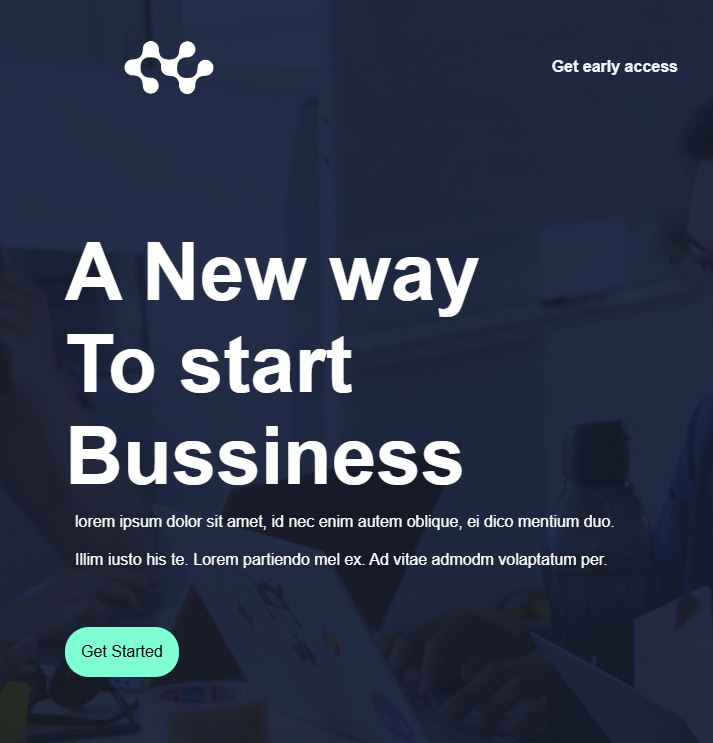 Get early access
A New way
To start
Bussiness
lorem ipsum dolor sit amet, id nec enim autem oblique, ei dico mentium duo.
Illim iusto his te. Lorem partiendo mel ex. Ad vitae admodm volaptatum per.
Get Started